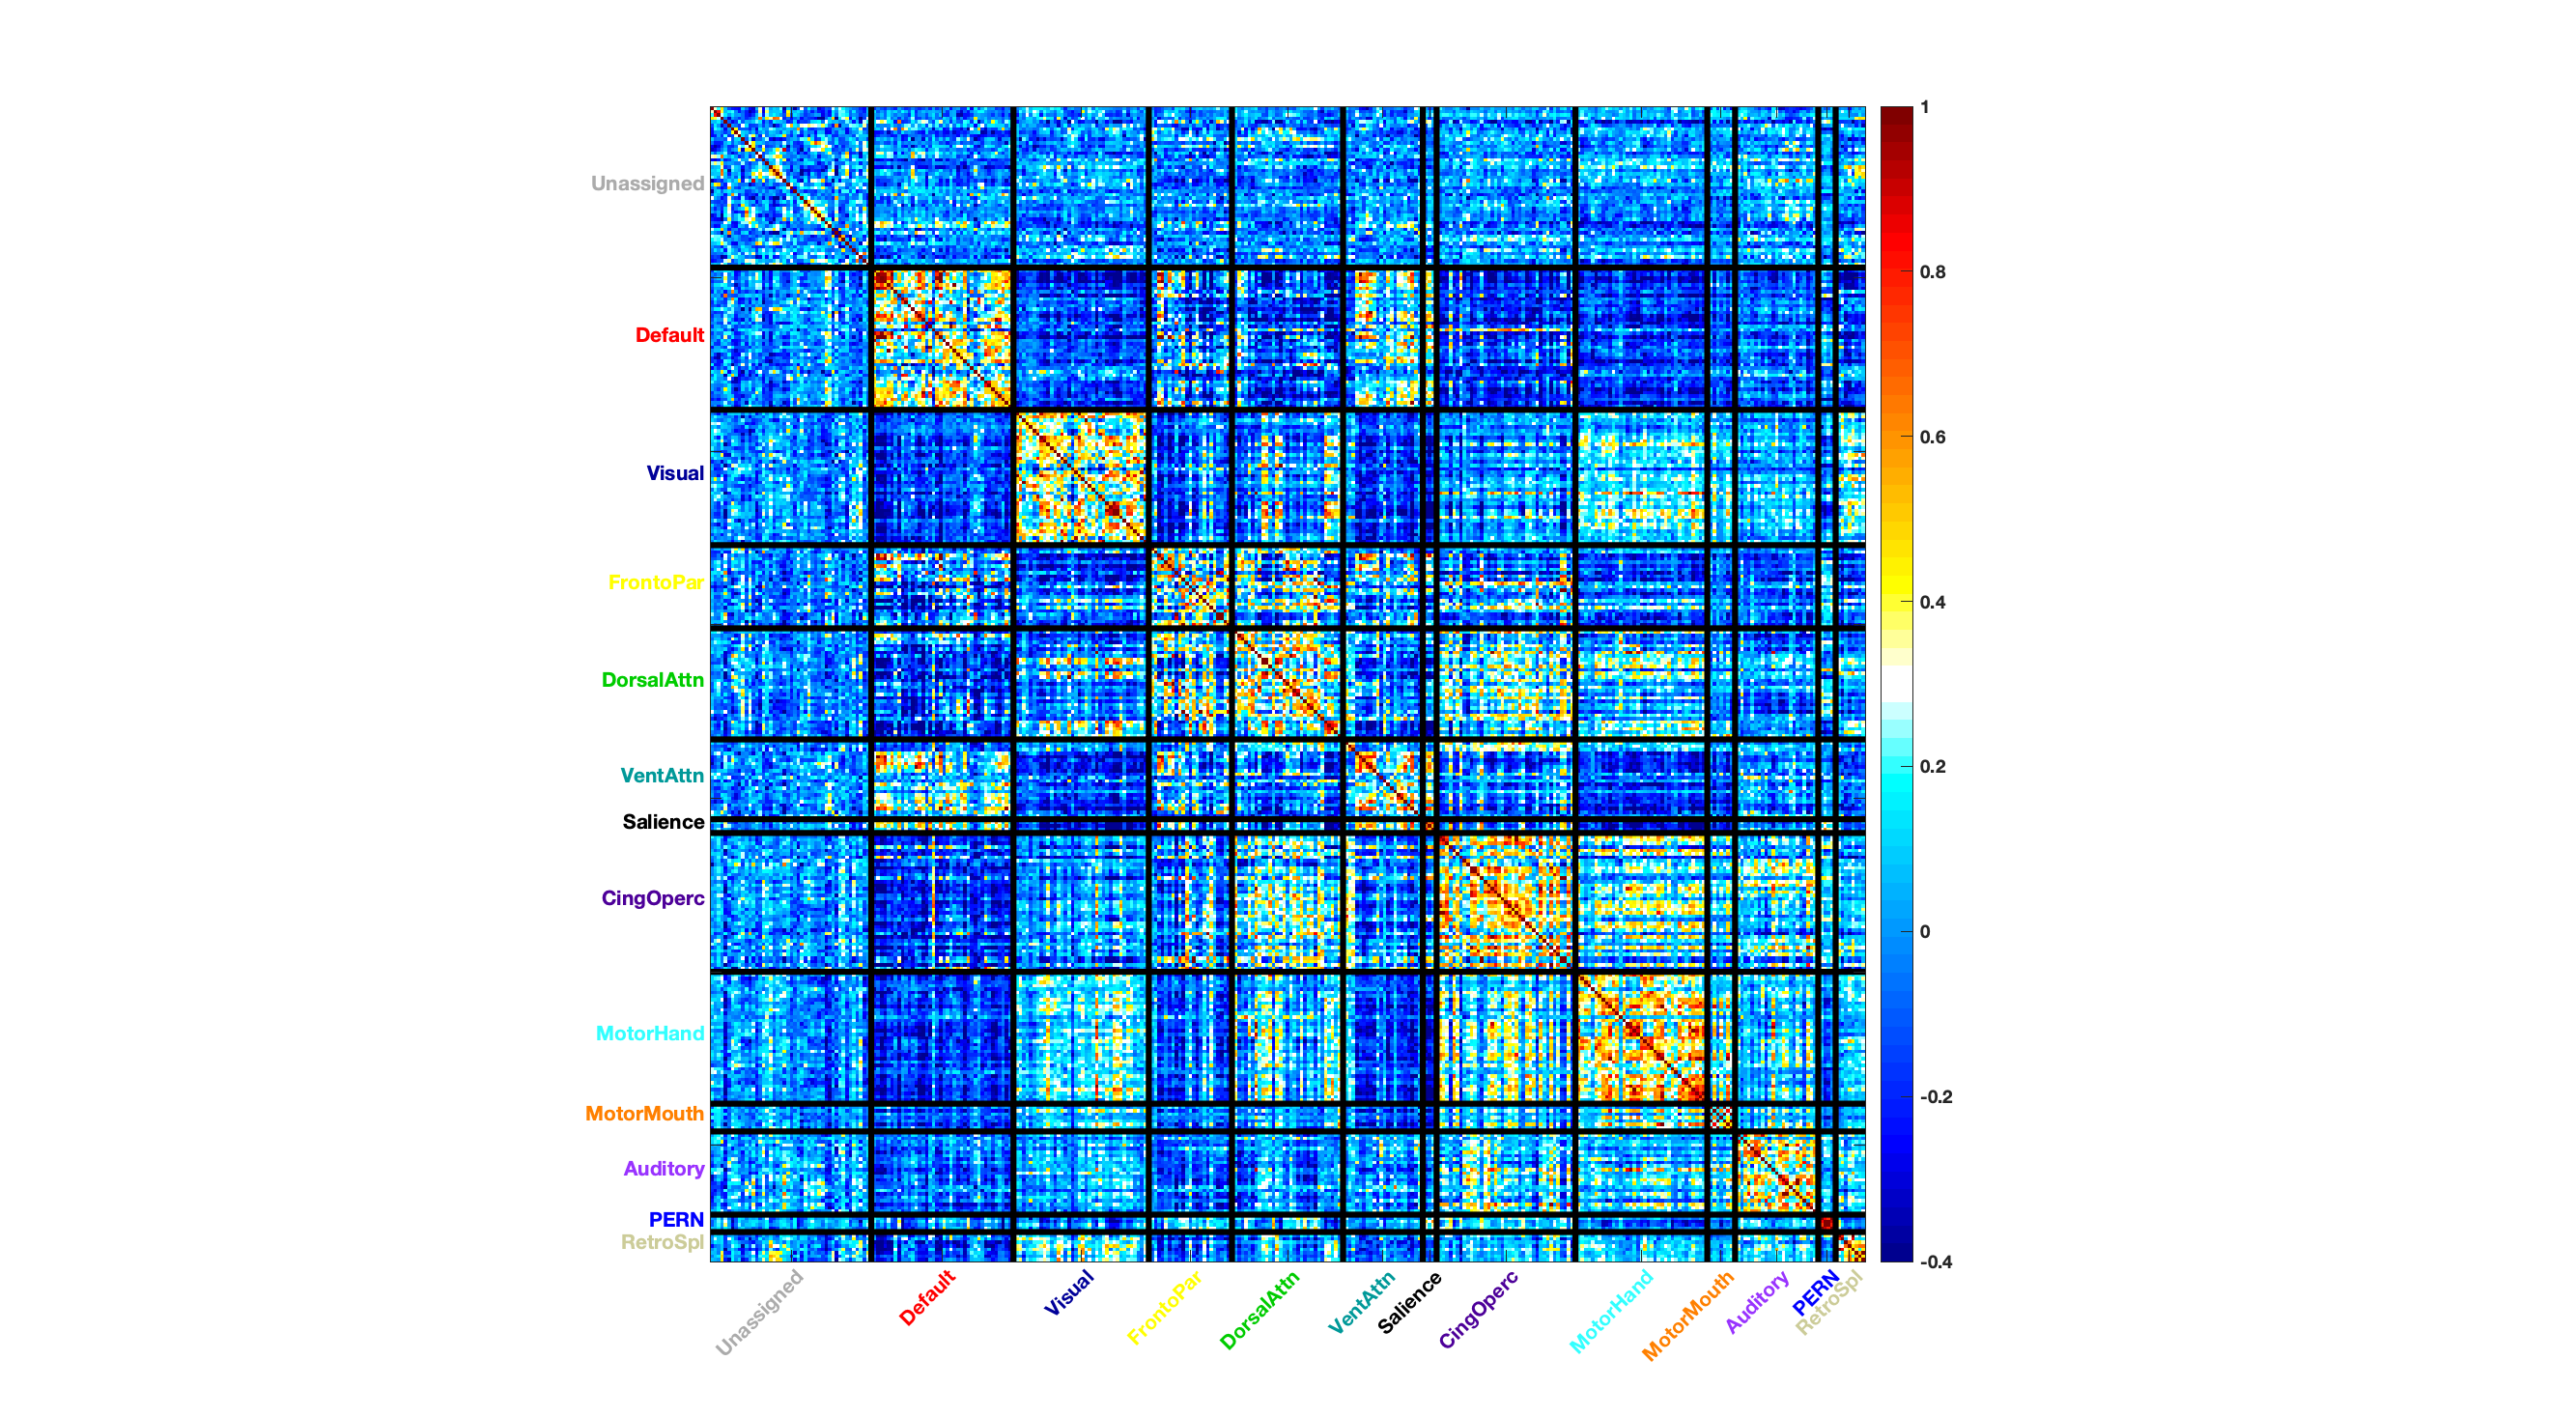 Unassigned
Default
Visual
FrontoPar
DorsalAttn
VentAttn
Salience
CingOperc
MotorHand
MotorMouth
Auditory
PERN
RetroSpl
Unassigned
Default
Visual
FrontoPar
DorsalAttn
VentAttn
Salience
CingOperc
MotorHand
MotorMouth
Auditory
PERN
RetroSpl
1
0.8
0.6
0.4
0.2
0
-0.2
-0.4